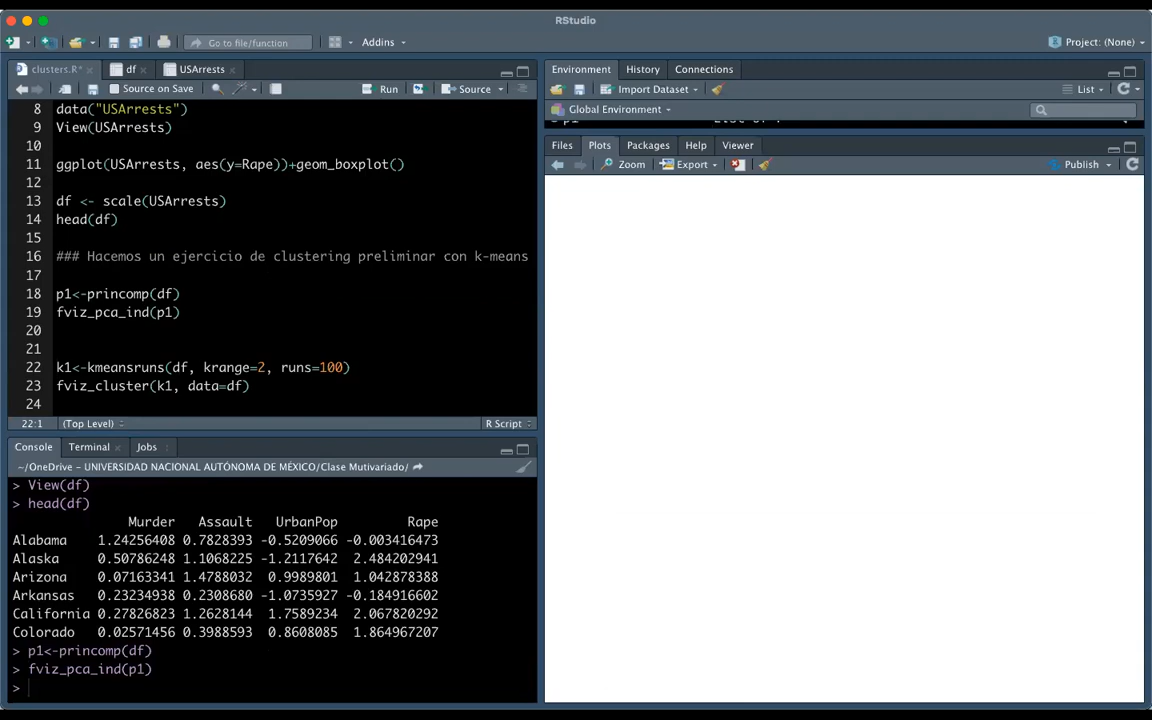 RStudio
Go to file/function
Addins
Project: (None)
clusters.R*
df
USArrests
Source on Save
Run
Source
8 data("USArrests")
9 View(USArrests)
10
11 ggplot(USArrests, aes(y=Rape))+geom_boxplot()
12
13 df <- scale(USArrests)
14 head(df)
15
16 ### Hacemos un ejercicio de clustering preliminar con k-means
17
18 p1<-princomp(df)
19 fviz_pca_ind(p1)
20
21
22 k1<-kmeansruns(df, krange=2, runs=100)
23 fviz_cluster(k1, data=df)
24
22:1 (Top Level) R Script
Console Terminal Jobs
~/OneDrive - UNIVERSIDAD NACIONAL AUTÓNOMA DE MÉXICO/Clase Mutivariado/
> View(df)
> head(df)
Murder Assault UrbanPop Rape
Alabama 1.24256408 0.7828393 -0.5209066 -0.003416473
Alaska 0.50786248 1.1068225 -1.2117642 2.484202941
Arizona 0.07163341 1.4788032 0.9989801 1.042878388
Arkansas 0.23234938 0.2308680 -1.0735927 -0.184916602
California 0.27826823 1.2628144 1.7589234 2.067820292
Colorado 0.02571456 0.3988593 0.8608085 1.864967207
> p1<-princomp(df)
> fviz_pca_ind(p1)
>
Environment History Connections
Import Dataset
List
Global Environment
Files Plots Packages Help Viewer
Zoom Export
Publish